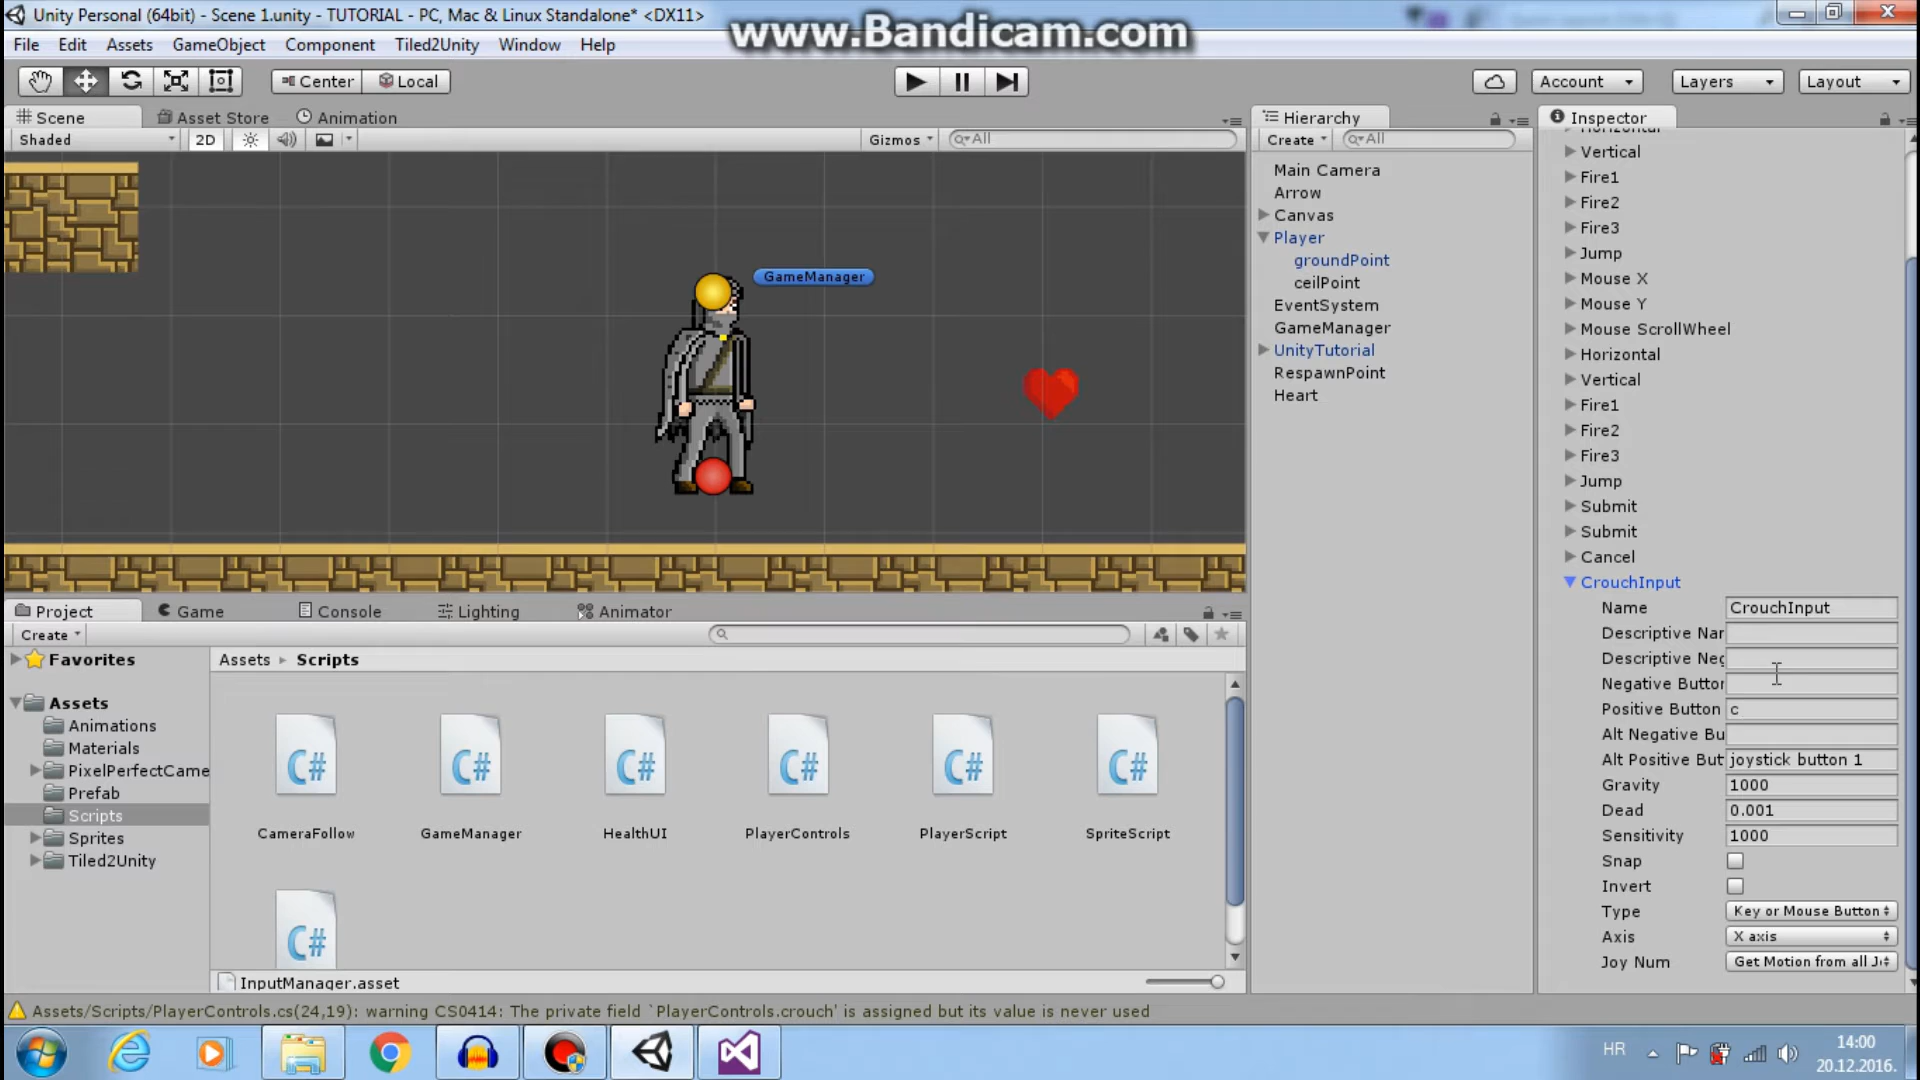 Unity Personal (64bit) - Scene 1.unity - TUTORIAL - PC, Mac & Linux Standalone* <DX11>
www.Bandicam.com
File Edit Assets GameObject Component Tiled2Unity Window Help
Center Local Account Layers Layout
Scene Asset Store Animation
Shaded 2D Gizmos All
GameManager
Hierarchy
Create All
Main Camera
Arrow
Canvas
Player
groundPoint
ceilPoint
EventSystem
GameManager
UnityTutorial
RespawnPoint
Heart
Inspector
Horizontal
Vertical
Fire1
Fire2
Fire3
Jump
Mouse X
Mouse Y
Mouse ScrollWheel
Horizontal
Vertical
Fire1
Fire2
Fire3
Jump
Submit
Submit
Cancel
CrouchInput
Name CrouchInput
Descriptive Nar
Descriptive Neg
Negative Button
Positive Button c
Alt Negative Bu
Alt Positive But joystick button 1
Gravity 1000
Dead 0.001
Sensitivity 1000
Snap
Invert
Type Key or Mouse Button
Axis X axis
Joy Num Get Motion from all J
Project Game Console Lighting Animator
Create
Favorites
Assets
Animations
Materials
PixelPerfectCame
Prefab
Scripts
Sprites
Tiled2Unity
Assets Scripts
C# C# C# C# C# C#
CameraFollow GameManager HealthUI PlayerControls PlayerScript SpriteScript
C#
InputManager.asset
Assets/Scripts/PlayerControls.cs(24,19): warning CS0414: The private field `PlayerControls.crouch' is assigned but its value is never used
HR
14:00
20.12.2016.